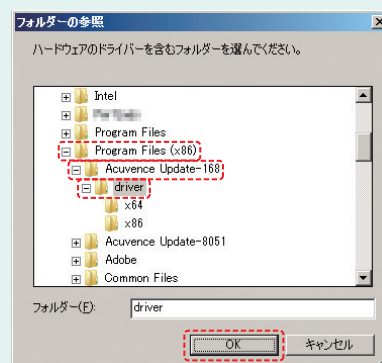 フォルダーの参照
ハードウェアのドライバーを含むフォルダーを選んでください。
Intel
Program Files
Program Files (x86)
Acuvence Update-168
driver
x64
x86
Acuvence Update-8051
Adobe
Common Files
フォルダー(F): driver
OK キャンセル